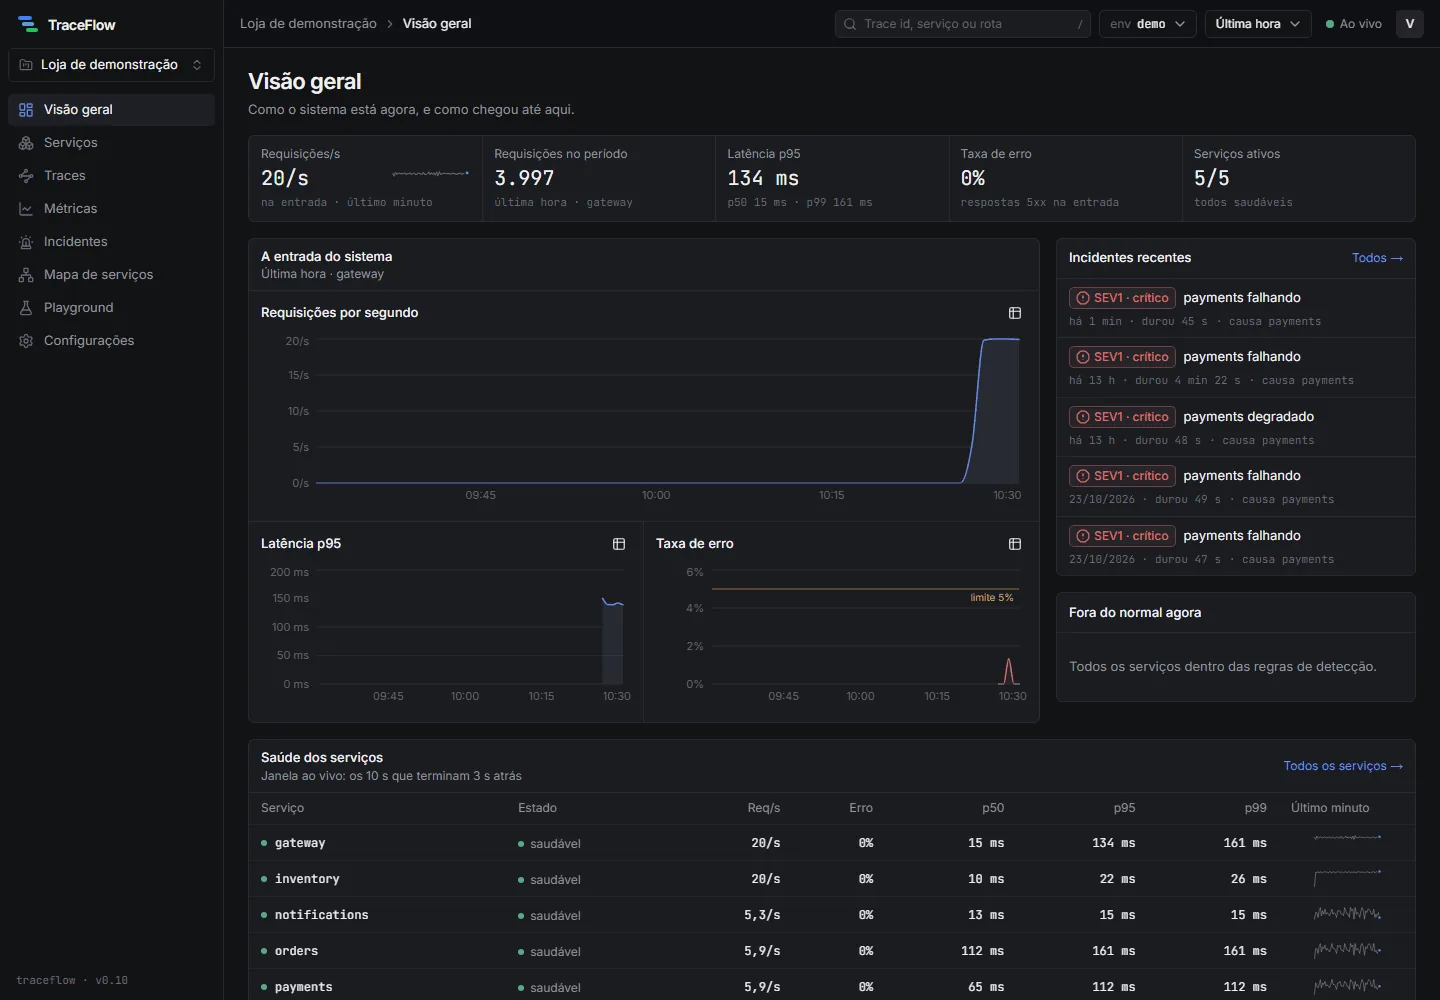 TraceFlow
Loja de demonstração
Visão geral
Serviços
Traces
Métricas
Incidentes
Mapa de serviços
Playground
Configurações
traceflow · v0.10
Loja de demonstração > Visão geral
Trace id, serviço ou rota /
env demo
Última hora
Ao vivo
V
Visão geral
Como o sistema está agora, e como chegou até aqui.
Requisições/s
20/s
na entrada · último minuto
Requisições no período
3.997
última hora · gateway
Latência p95
134 ms
p50 15 ms · p99 161 ms
Taxa de erro
0%
respostas 5xx na entrada
Serviços ativos
5/5
todos saudáveis
A entrada do sistema
Última hora · gateway
Requisições por segundo
20/s
15/s
10/s
5/s
0/s
09:45 10:00 10:15 10:30
Latência p95
200 ms
150 ms
100 ms
50 ms
0 ms
09:45 10:00 10:15 10:30
Taxa de erro
6%
limite 5%
4%
2%
0%
09:45 10:00 10:15 10:30
Incidentes recentes Todos →
SEV1 · crítico payments falhando
há 1 min · durou 45 s · causa payments
SEV1 · crítico payments falhando
há 13 h · durou 4 min 22 s · causa payments
SEV1 · crítico payments degradado
há 13 h · durou 48 s · causa payments
SEV1 · crítico payments falhando
23/10/2026 · durou 49 s · causa payments
SEV1 · crítico payments falhando
23/10/2026 · durou 47 s · causa payments
Fora do normal agora
Todos os serviços dentro das regras de detecção.
Saúde dos serviços
Janela ao vivo: os 10 s que terminam 3 s atrás
Todos os serviços →
Serviço Estado Req/s Erro p50 p95 p99 Último minuto
gateway saudável 20/s 0% 15 ms 134 ms 161 ms
inventory saudável 20/s 0% 10 ms 22 ms 26 ms
notifications saudável 5,3/s 0% 13 ms 15 ms 15 ms
orders saudável 5,9/s 0% 112 ms 161 ms 161 ms
payments saudável 5,9/s 0% 65 ms 112 ms 112 ms